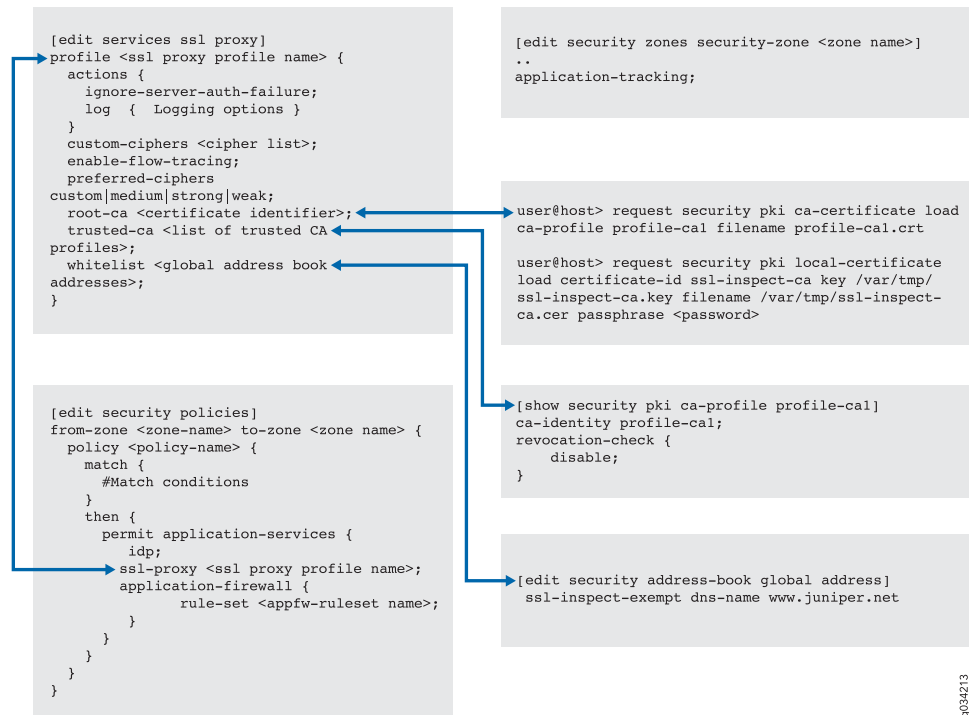 [edit services ssl proxy]
profile <ssl proxy profile name> {
  actions {
    ignore-server-auth-failure;
    log  {  Logging options }
  }
  custom-ciphers <cipher list>;
  enable-flow-tracing;
  preferred-ciphers
custom|medium|strong|weak;
  root-ca <certificate identifier>;
  trusted-ca <list of trusted CA
profiles>;
  whitelist <global address book
addresses>;
}
[edit security policies]
from-zone <zone-name> to-zone <zone name> {
  policy <policy-name> {
    match {
      #Match conditions
    }
    then {
      permit application-services {
         idp;
        ssl-proxy <ssl proxy profile name>;
        application-firewall {
               rule-set <appfw-ruleset name>;
         }
      }
    }
  }
}
[edit security zones security-zone <zone name>]
..
application-tracking;
user@host> request security pki ca-certificate load
ca-profile profile-ca1 filename profile-ca1.crt
user@host> request security pki local-certificate
load certificate-id ssl-inspect-ca key /var/tmp/
ssl-inspect-ca.key filename /var/tmp/ssl-inspect-
ca.cer passphrase <password>
[show security pki ca-profile profile-ca1]
ca-identity profile-ca1;
revocation-check {
    disable;
}
[edit security address-book global address]
 ssl-inspect-exempt dns-name www.juniper.net
g034213